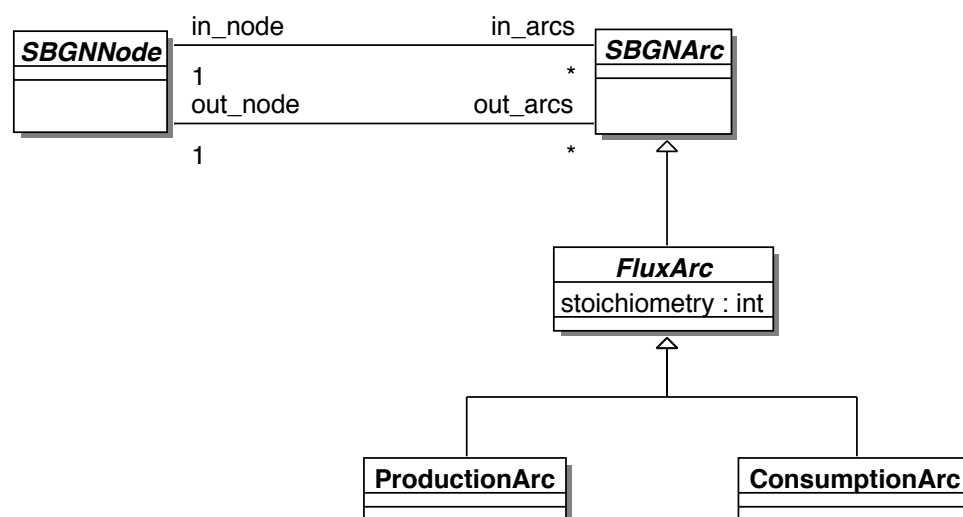 in_node in_arcs
SBGNNode SBGNArc
1 *
out_node out_arcs
1 *
FluxArc
stoichiometry : int
ProductionArc ConsumptionArc